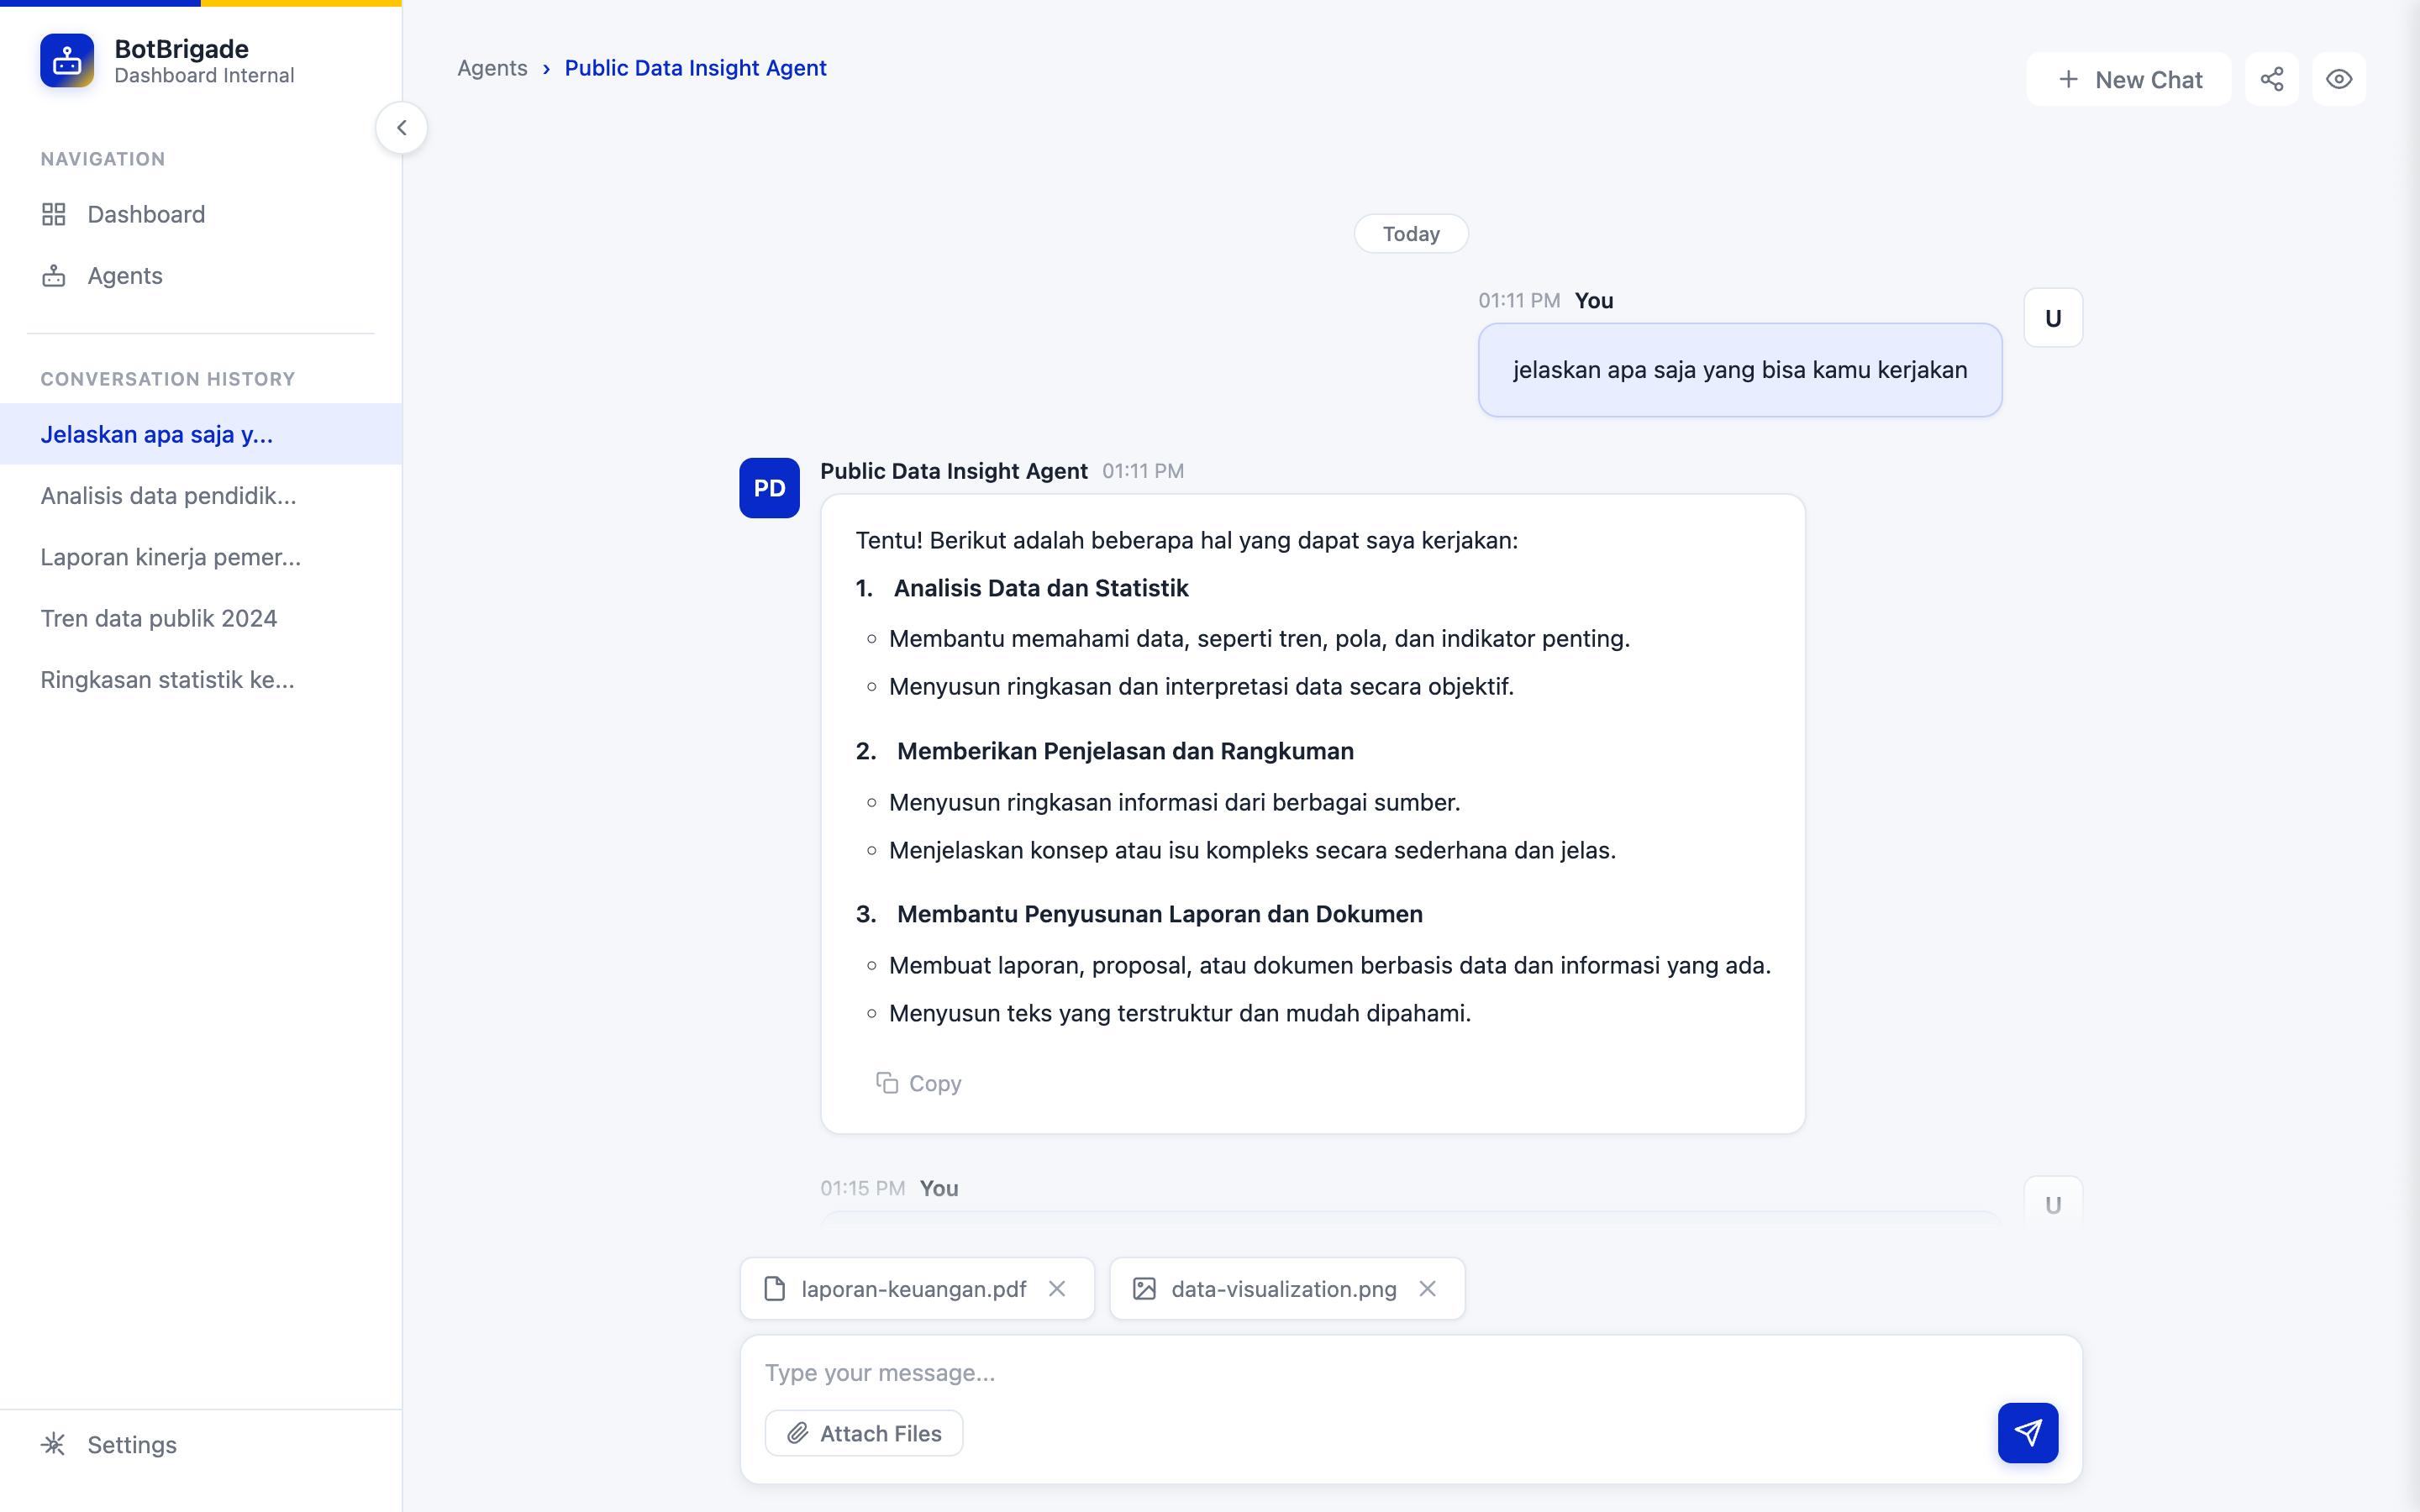 BotBrigade
Dashboard Internal
NAVIGATION
Dashboard
Agents
CONVERSATION HISTORY
Jelaskan apa saja y...
Analisis data pendidik...
Laporan kinerja pemer...
Tren data publik 2024
Ringkasan statistik ke...
Settings
Agents › Public Data Insight Agent
New Chat
Today
01:11 PM You
U
jelaskan apa saja yang bisa kamu kerjakan
PD
Public Data Insight Agent 01:11 PM
Tentu! Berikut adalah beberapa hal yang dapat saya kerjakan:
1. Analisis Data dan Statistik
Membantu memahami data, seperti tren, pola, dan indikator penting.
Menyusun ringkasan dan interpretasi data secara objektif.
2. Memberikan Penjelasan dan Rangkuman
Menyusun ringkasan informasi dari berbagai sumber.
Menjelaskan konsep atau isu kompleks secara sederhana dan jelas.
3. Membantu Penyusunan Laporan dan Dokumen
Membuat laporan, proposal, atau dokumen berbasis data dan informasi yang ada.
Menyusun teks yang terstruktur dan mudah dipahami.
Copy
01:15 PM You
U
laporan-keuangan.pdf
data-visualization.png
Type your message...
Attach Files